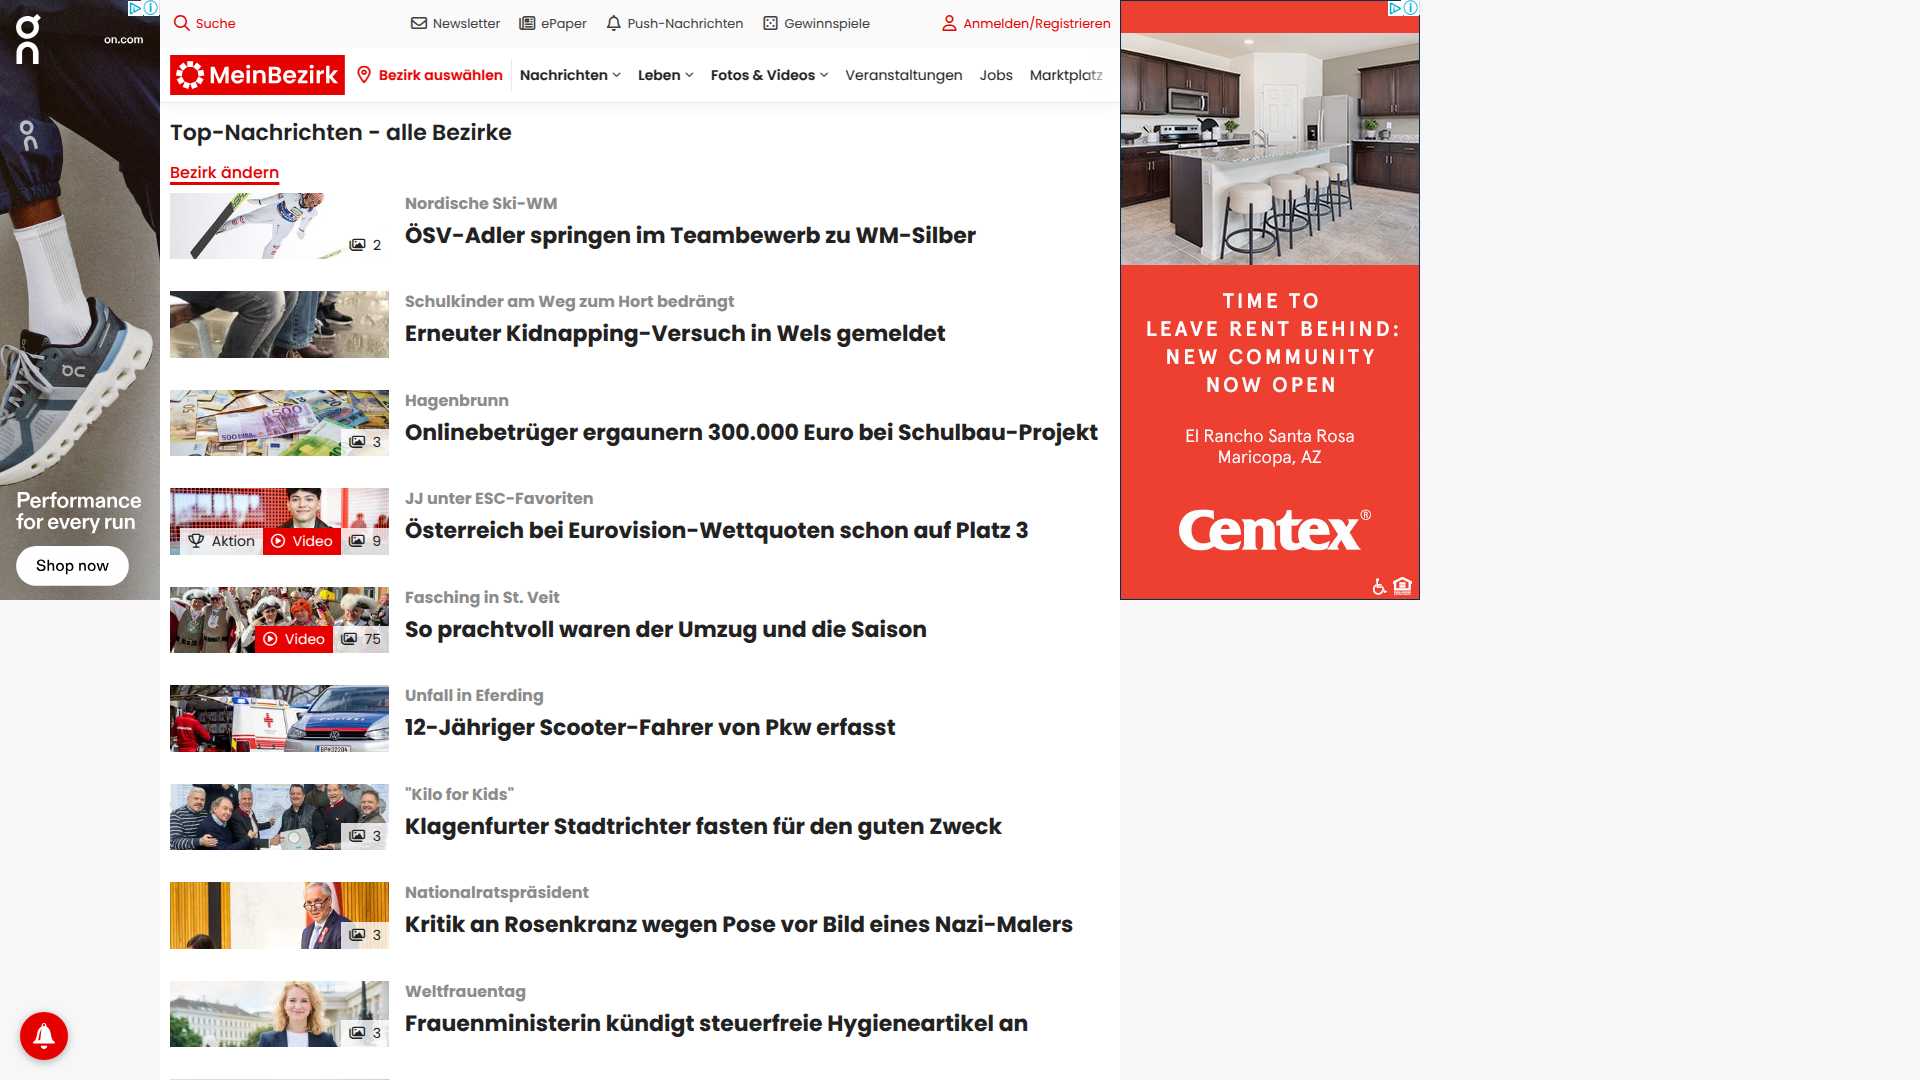 on.com
Performance
for every run
Shop now
Suche
Newsletter
ePaper
Push-Nachrichten
Gewinnspiele
Anmelden/Registrieren
MeinBezirk
Bezirk auswählen
Nachrichten
Leben
Fotos & Videos
Veranstaltungen
Jobs
Marktplatz
Top-Nachrichten - alle Bezirke
Bezirk ändern
2
Nordische Ski-WM
ÖSV-Adler springen im Teambewerb zu WM-Silber
Schulkinder am Weg zum Hort bedrängt
Erneuter Kidnapping-Versuch in Wels gemeldet
3
Hagenbrunn
Onlinebetrüger ergaunern 300.000 Euro bei Schulbau-Projekt
Aktion
Video
9
JJ unter ESC-Favoriten
Österreich bei Eurovision-Wettquoten schon auf Platz 3
Video
75
Fasching in St. Veit
So prachtvoll waren der Umzug und die Saison
Unfall in Eferding
12-Jähriger Scooter-Fahrer von Pkw erfasst
3
"Kilo for Kids"
Klagenfurter Stadtrichter fasten für den guten Zweck
3
Nationalratspräsident
Kritik an Rosenkranz wegen Pose vor Bild eines Nazi-Malers
3
Weltfrauentag
Frauenministerin kündigt steuerfreie Hygieneartikel an
TIME TO
LEAVE RENT BEHIND:
NEW COMMUNITY
NOW OPEN
El Rancho Santa Rosa
Maricopa, AZ
Centex®